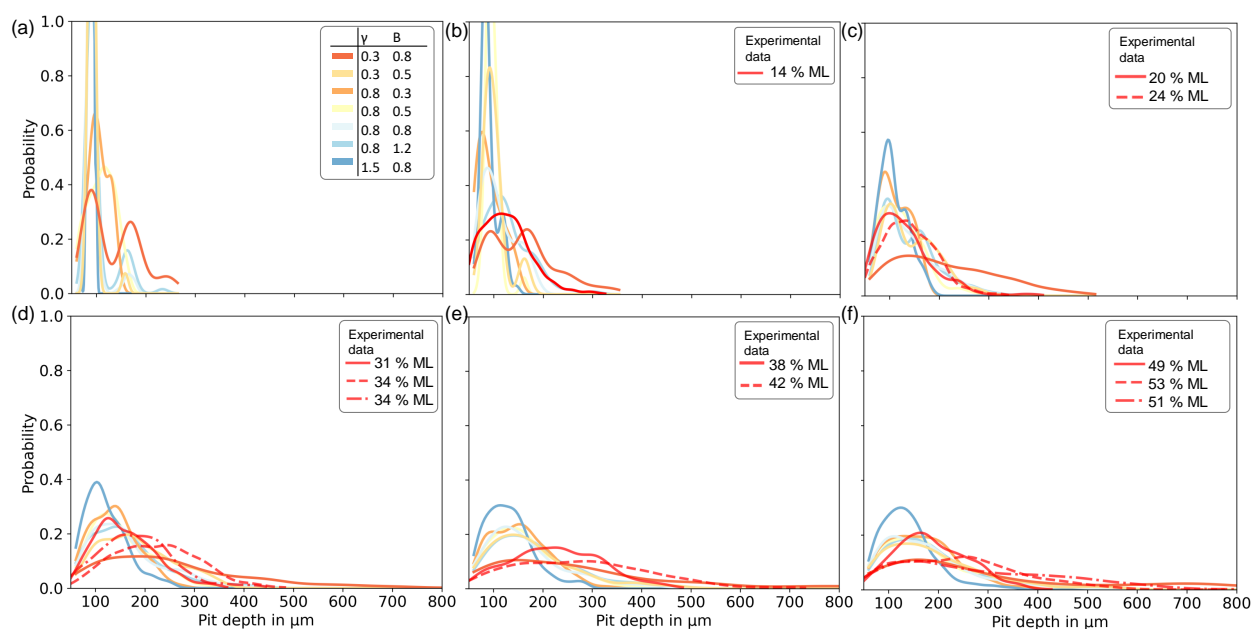 (a)
(b)
(c)
1.0
0.8
0.6
0.4
0.2
0.0
Probability
γ B
0.3 0.8
0.3 0.5
0.8 0.3
0.8 0.5
0.8 0.8
0.8 1.2
1.5 0.8
Experimental
data
14 % ML
Experimental
data
20 % ML
24 % ML
(d)
(e)
(f)
1.0
0.8
0.6
0.4
0.2
0.0
Probability
Experimental
data
31 % ML
34 % ML
34 % ML
Experimental
data
38 % ML
42 % ML
Experimental
data
49 % ML
53 % ML
51 % ML
100 200 300 400 500 600 700 800
100 200 300 400 500 600 700 800
100 200 300 400 500 600 700 800
Pit depth in μm
Pit depth in μm
Pit depth in μm